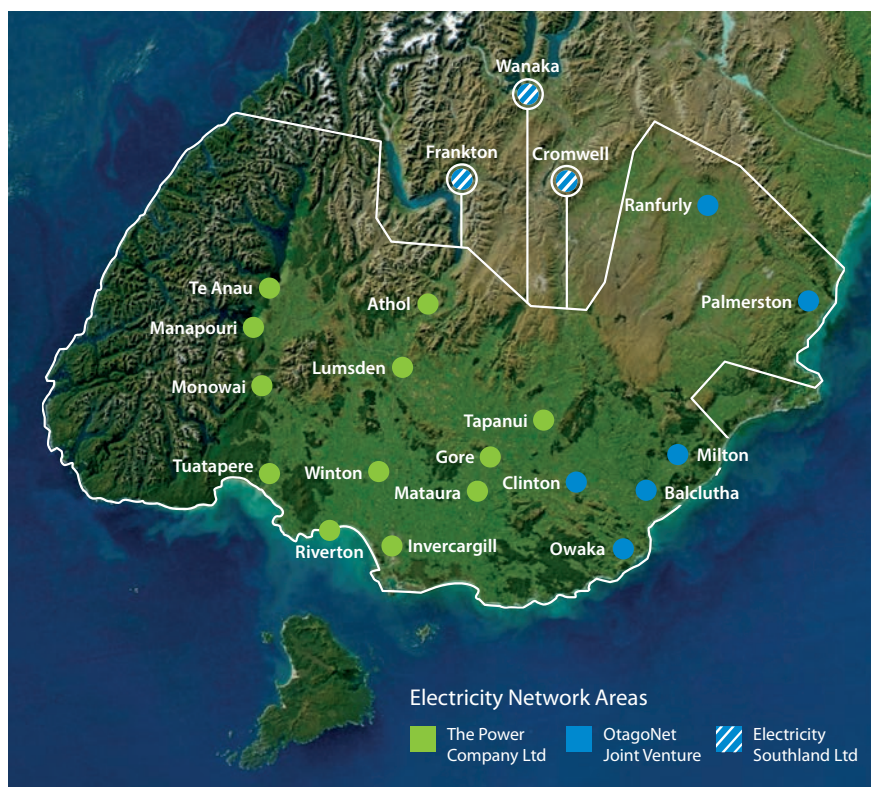 Wanaka
Frankton
Cromwell
Ranfurly
Te Anau
Athol
Palmerston
Manapouri
Lumsden
Monowai
Tapanui
Gore
Milton
Tuatapere
Winton
Clinton
Mataura
Balclutha
Riverton
Invercargill
Owaka
Electricity Network Areas
The Power
Company Ltd
OtagoNet
Joint Venture
Electricity
Southland Ltd